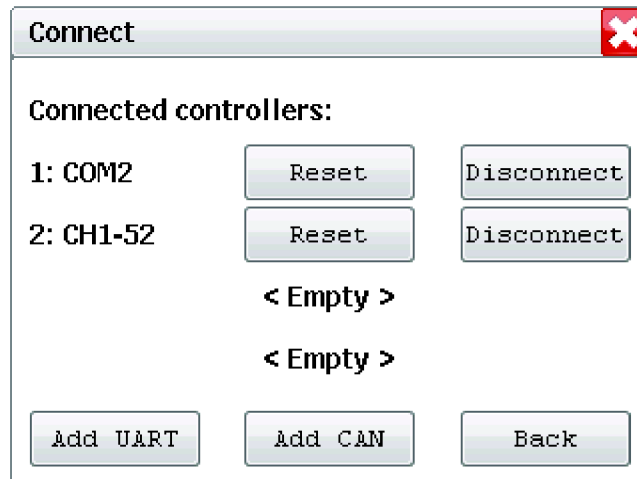 Connect
Connected controllers:
1: COM2 Reset Disconnect
2: CH1-52 Reset Disconnect
< Empty >
< Empty >
Add UART Add CAN Back